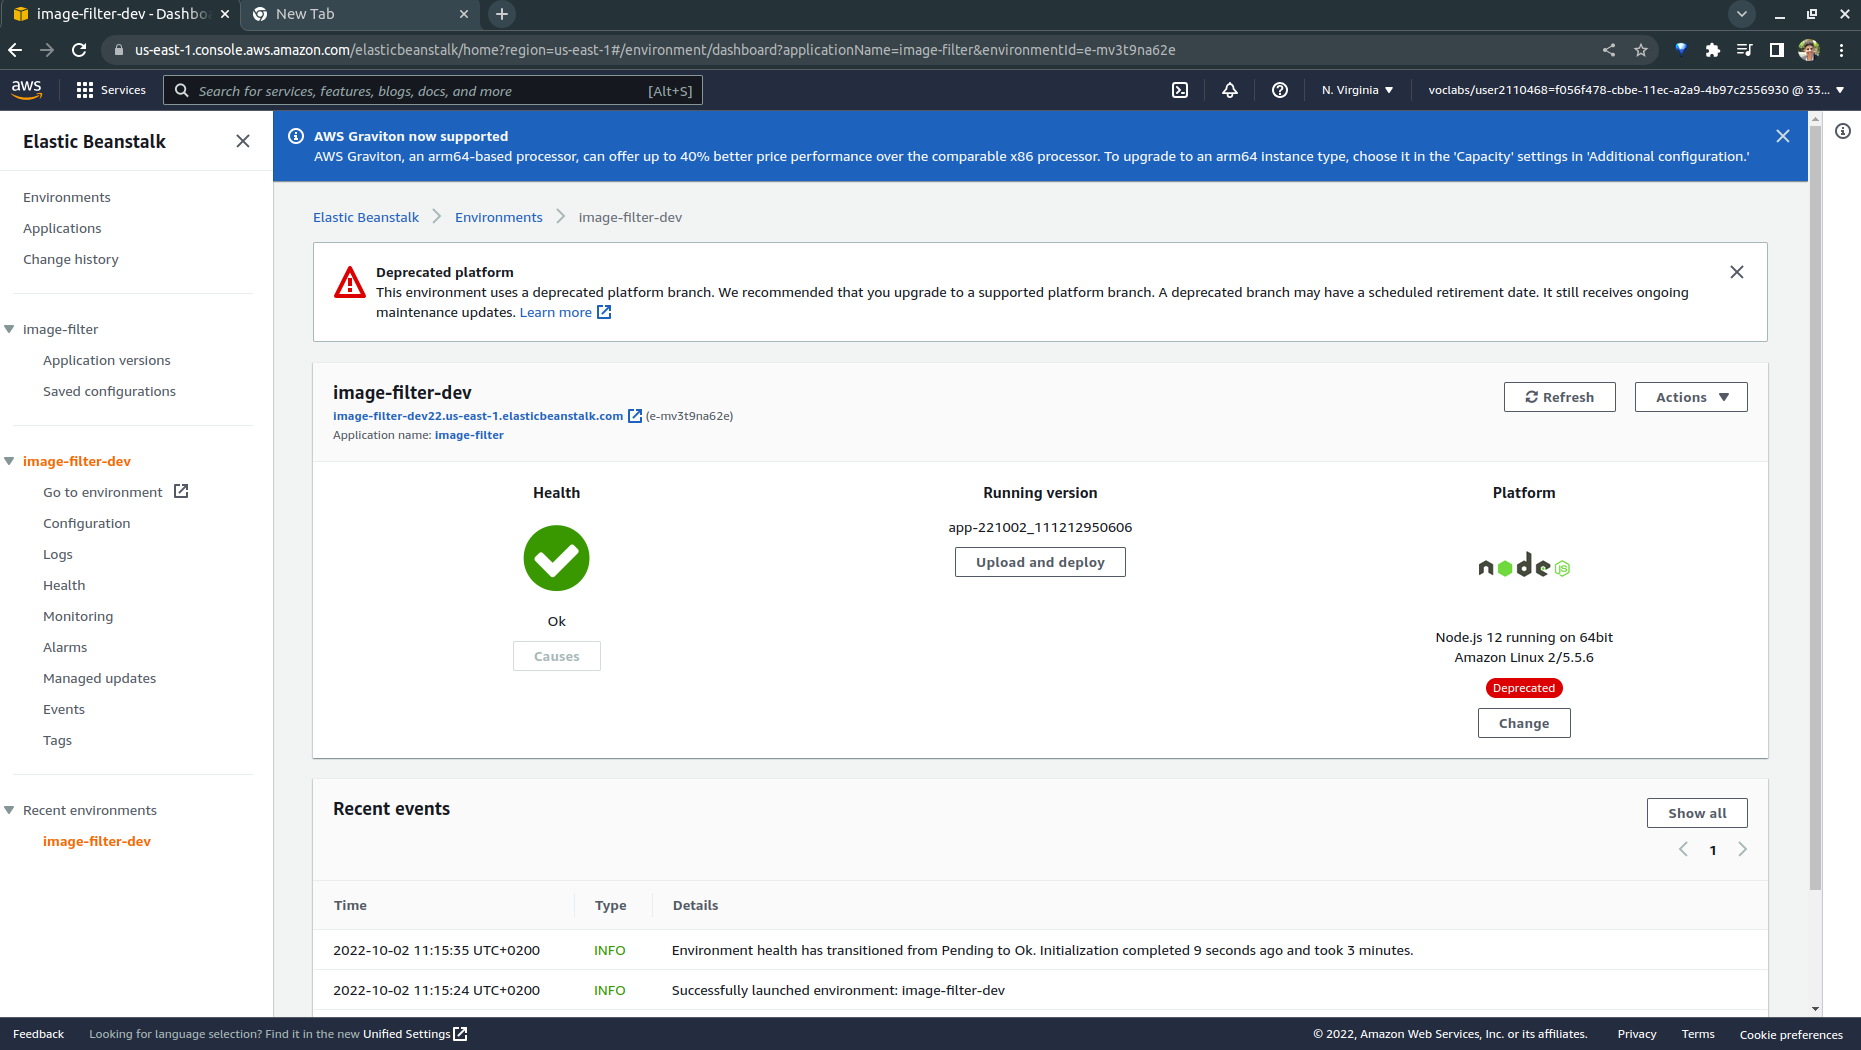 image-filter-dev - Dashbo
New Tab
us-east-1.console.aws.amazon.com/elasticbeanstalk/home?region=us-east-1#/environment/dashboard?applicationName=image-filter&environmentId=e-mv3t9na62e
aws
Services
Search for services, features, blogs, docs, and more
[Alt+S]
N. Virginia
voclabs/user2110468=f056f478-cbbe-11ec-a2a9-4b97c2556930 @ 33...
Elastic Beanstalk
Environments
Applications
Change history
image-filter
Application versions
Saved configurations
image-filter-dev
Go to environment
Configuration
Logs
Health
Monitoring
Alarms
Managed updates
Events
Tags
Recent environments
image-filter-dev
AWS Graviton now supported
AWS Graviton, an arm64-based processor, can offer up to 40% better price performance over the comparable x86 processor. To upgrade to an arm64 instance type, choose it in the 'Capacity' settings in 'Additional configuration.'
Elastic Beanstalk
Environments
image-filter-dev
Deprecated platform
This environment uses a deprecated platform branch. We recommended that you upgrade to a supported platform branch. A deprecated branch may have a scheduled retirement date. It still receives ongoing
maintenance updates. Learn more
image-filter-dev
image-filter-dev22.us-east-1.elasticbeanstalk.com (e-mv3t9na62e)
Application name: image-filter
Refresh
Actions
Health
Ok
Causes
Running version
app-221002_111212950606
Upload and deploy
Platform
node JS
Node.js 12 running on 64bit
Amazon Linux 2/5.5.6
Deprecated
Change
Recent events
Show all
1
Time Type Details
2022-10-02 11:15:35 UTC+0200 INFO Environment health has transitioned from Pending to Ok. Initialization completed 9 seconds ago and took 3 minutes.
2022-10-02 11:15:24 UTC+0200 INFO Successfully launched environment: image-filter-dev
Feedback
Looking for language selection? Find it in the new Unified Settings
© 2022, Amazon Web Services, Inc. or its affiliates.
Privacy
Terms
Cookie preferences